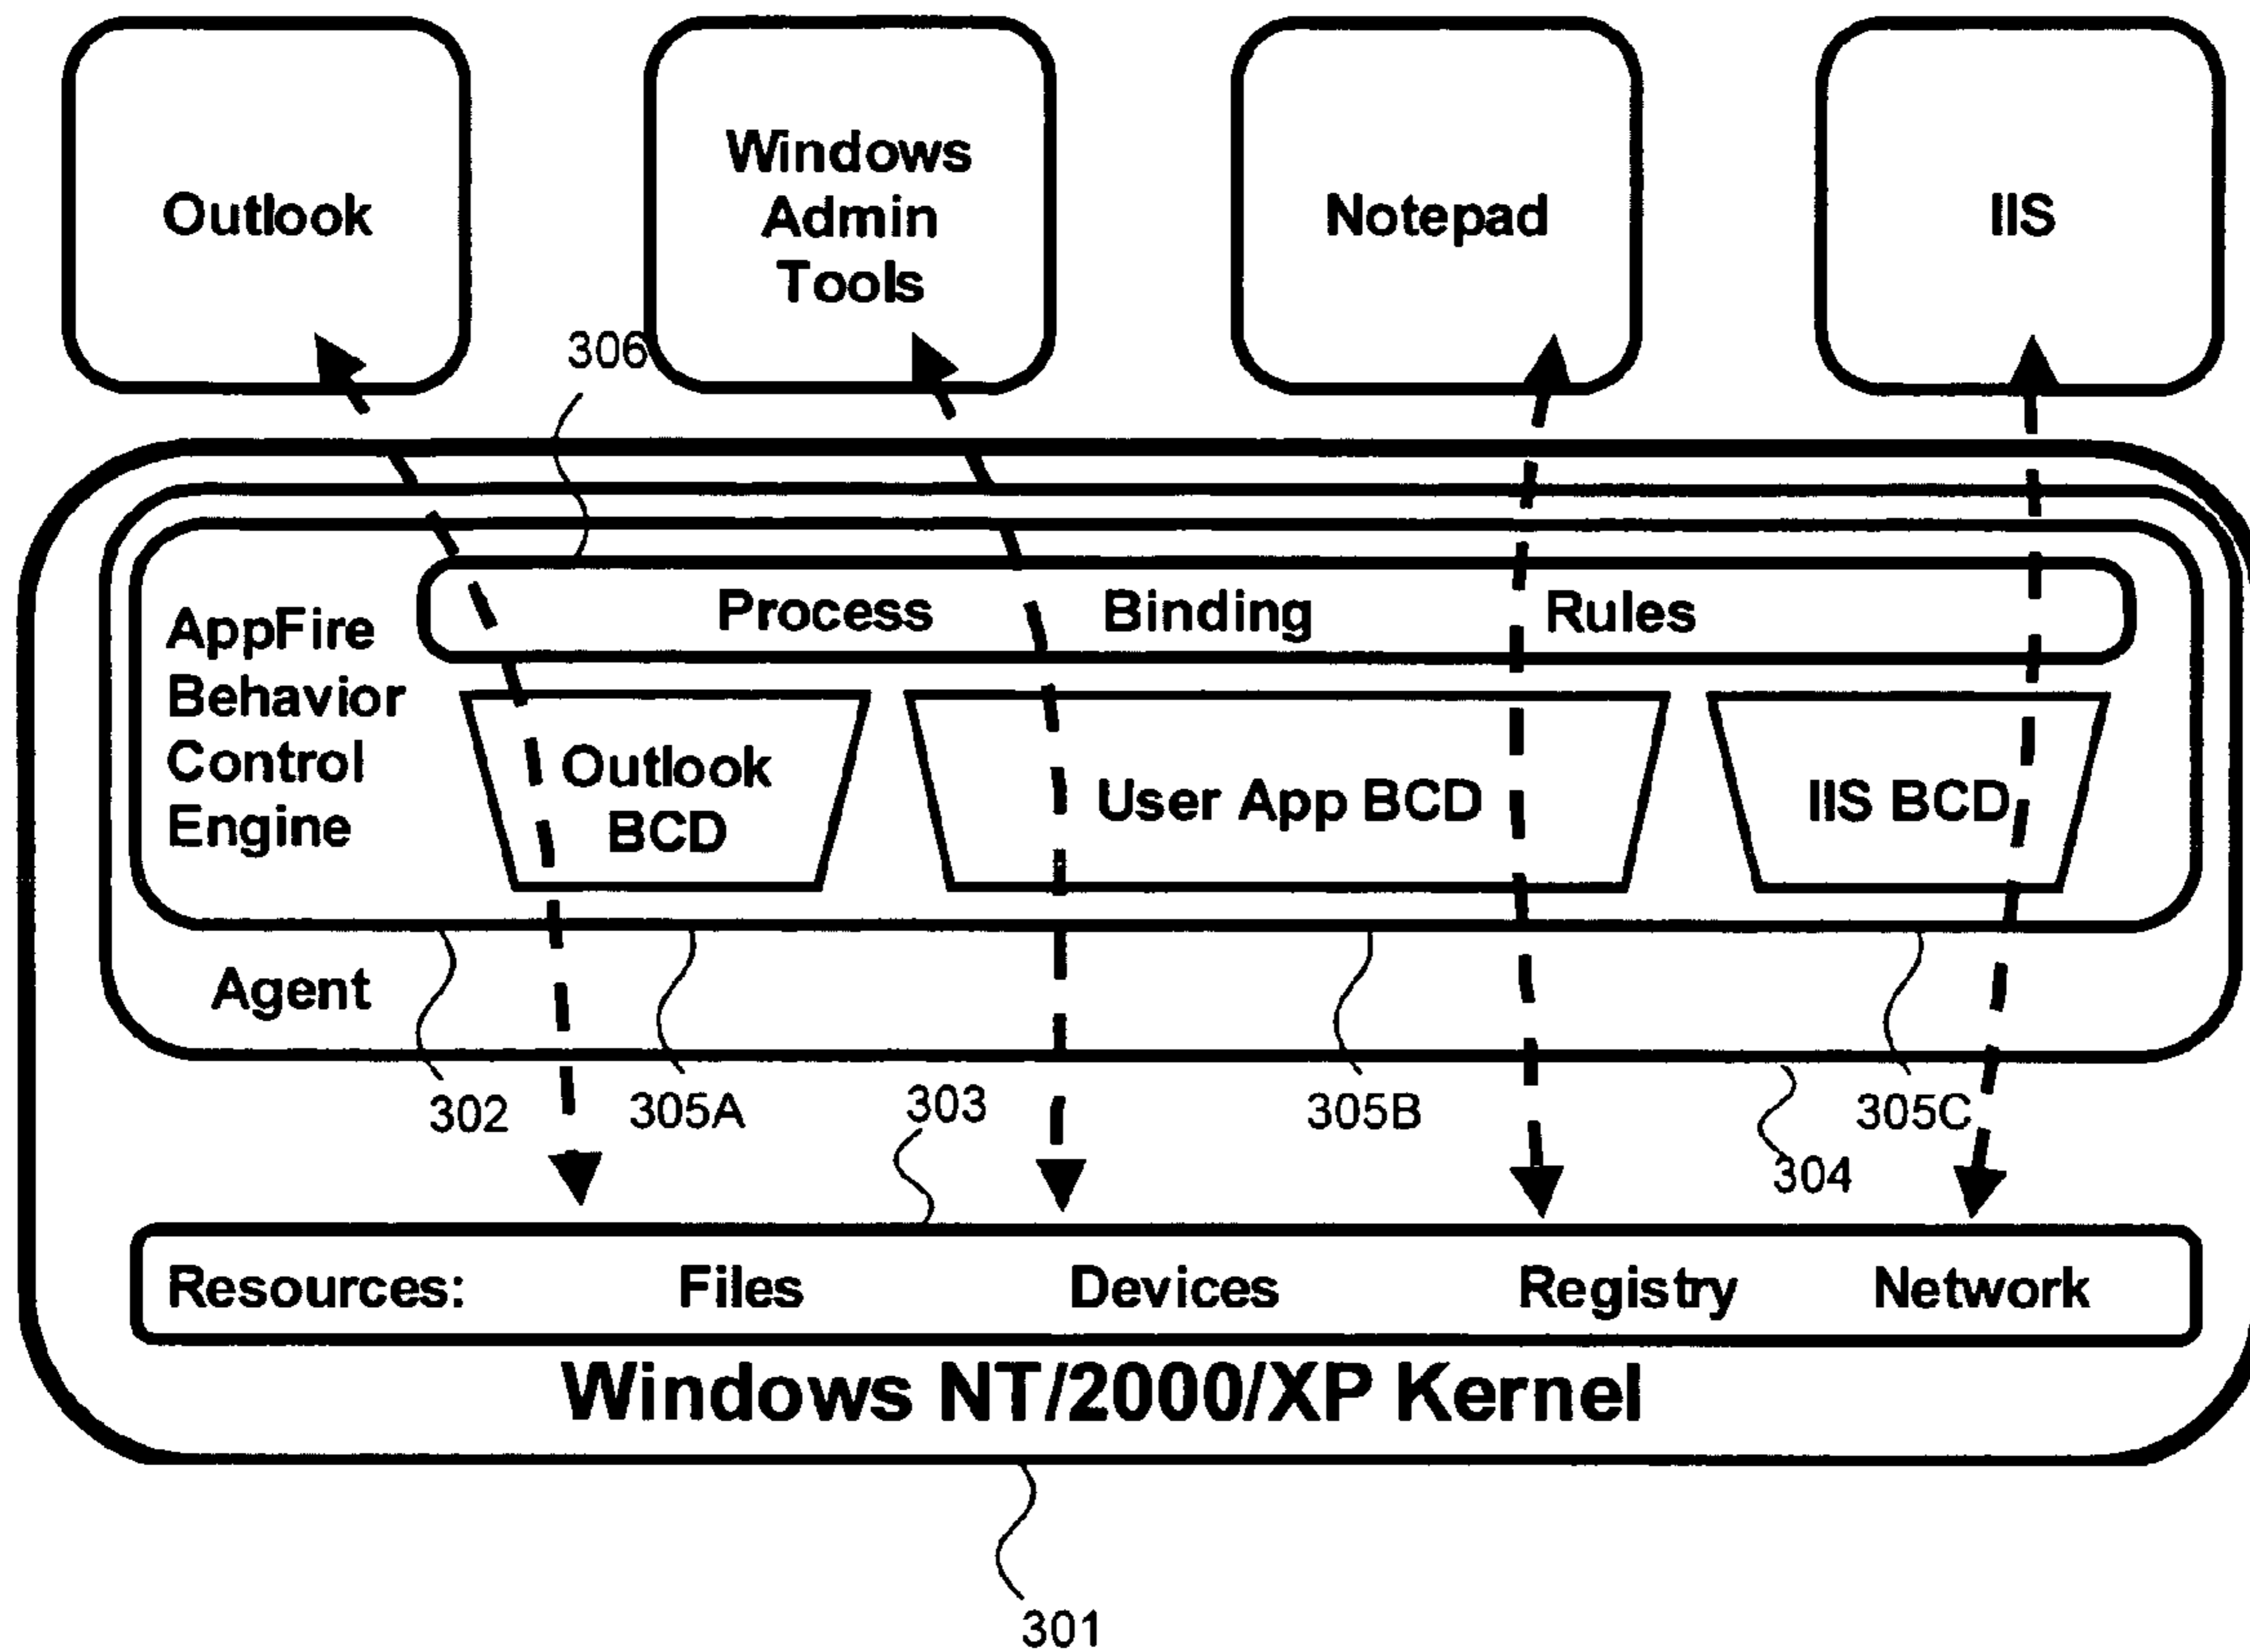 Outlook
Windows
Admin
Tools
Notepad
IIS
306
Process Binding Rules
AppFire
Behavior
Control
Engine
Outlook
BCD
User App BCD
IIS BCD
Agent
302
305A
303
305B
305C
304
Resources: Files Devices Registry Network
Windows NT/2000/XP Kernel
301